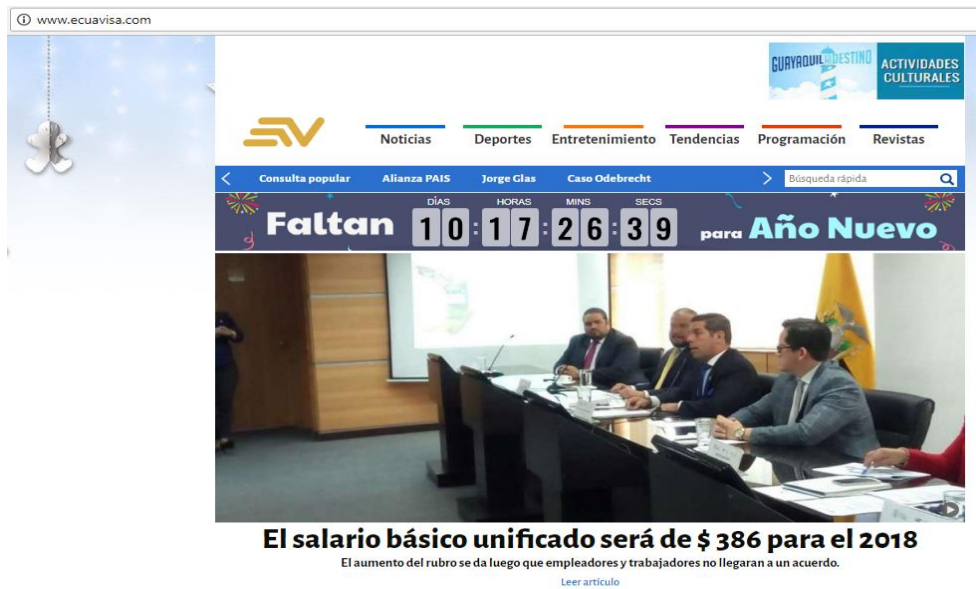 www.ecuavisa.com
GUAYAQUIL ES MI DESTINO
ACTIVIDADES
CULTURALES
Noticias Deportes Entretenimiento Tendencias Programación Revistas
Consulta popular Alianza PAIS Jorge Glas Caso Odebrecht Búsqueda rápida
DÍAS HORAS MINS SECS
Faltan 10:17:26:39 para Año Nuevo
El salario básico unificado será de $ 386 para el 2018
El aumento del rubro se da luego que empleadores y trabajadores no llegaran a un acuerdo.
Leer artículo